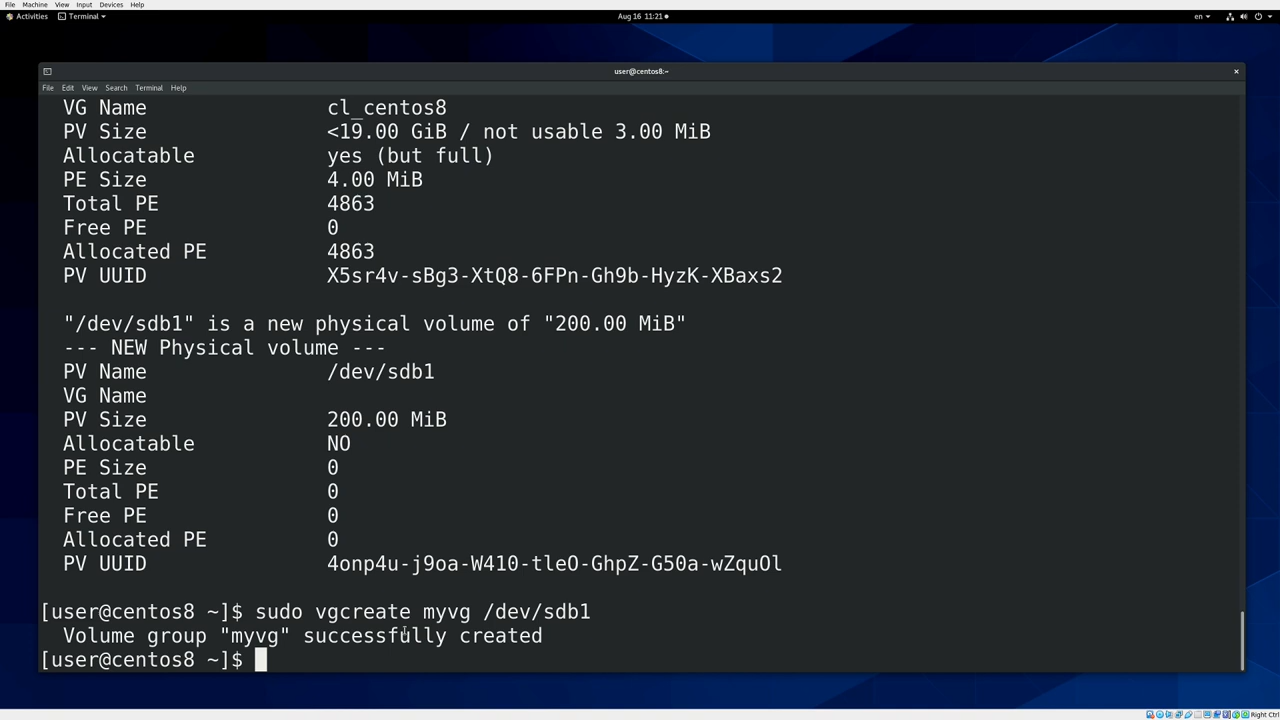 File Machine View Input Devices Help
Activities Terminal Aug 16 11:21 en
user@centos8:~
File Edit View Search Terminal Help
VG Name cl_centos8
PV Size <19.00 GiB / not usable 3.00 MiB
Allocatable yes (but full)
PE Size 4.00 MiB
Total PE 4863
Free PE 0
Allocated PE 4863
PV UUID X5sr4v-sBg3-XtQ8-6FPn-Gh9b-HyzK-XBaxs2
"/dev/sdb1" is a new physical volume of "200.00 MiB"
--- NEW Physical volume ---
PV Name /dev/sdb1
VG Name
PV Size 200.00 MiB
Allocatable NO
PE Size 0
Total PE 0
Free PE 0
Allocated PE 0
PV UUID 4onp4u-j9oa-W410-tleO-GhpZ-G50a-wZquOl
[user@centos8 ~]$ sudo vgcreate myvg /dev/sdb1
Volume group "myvg" successfully created
[user@centos8 ~]$
Right Ctrl